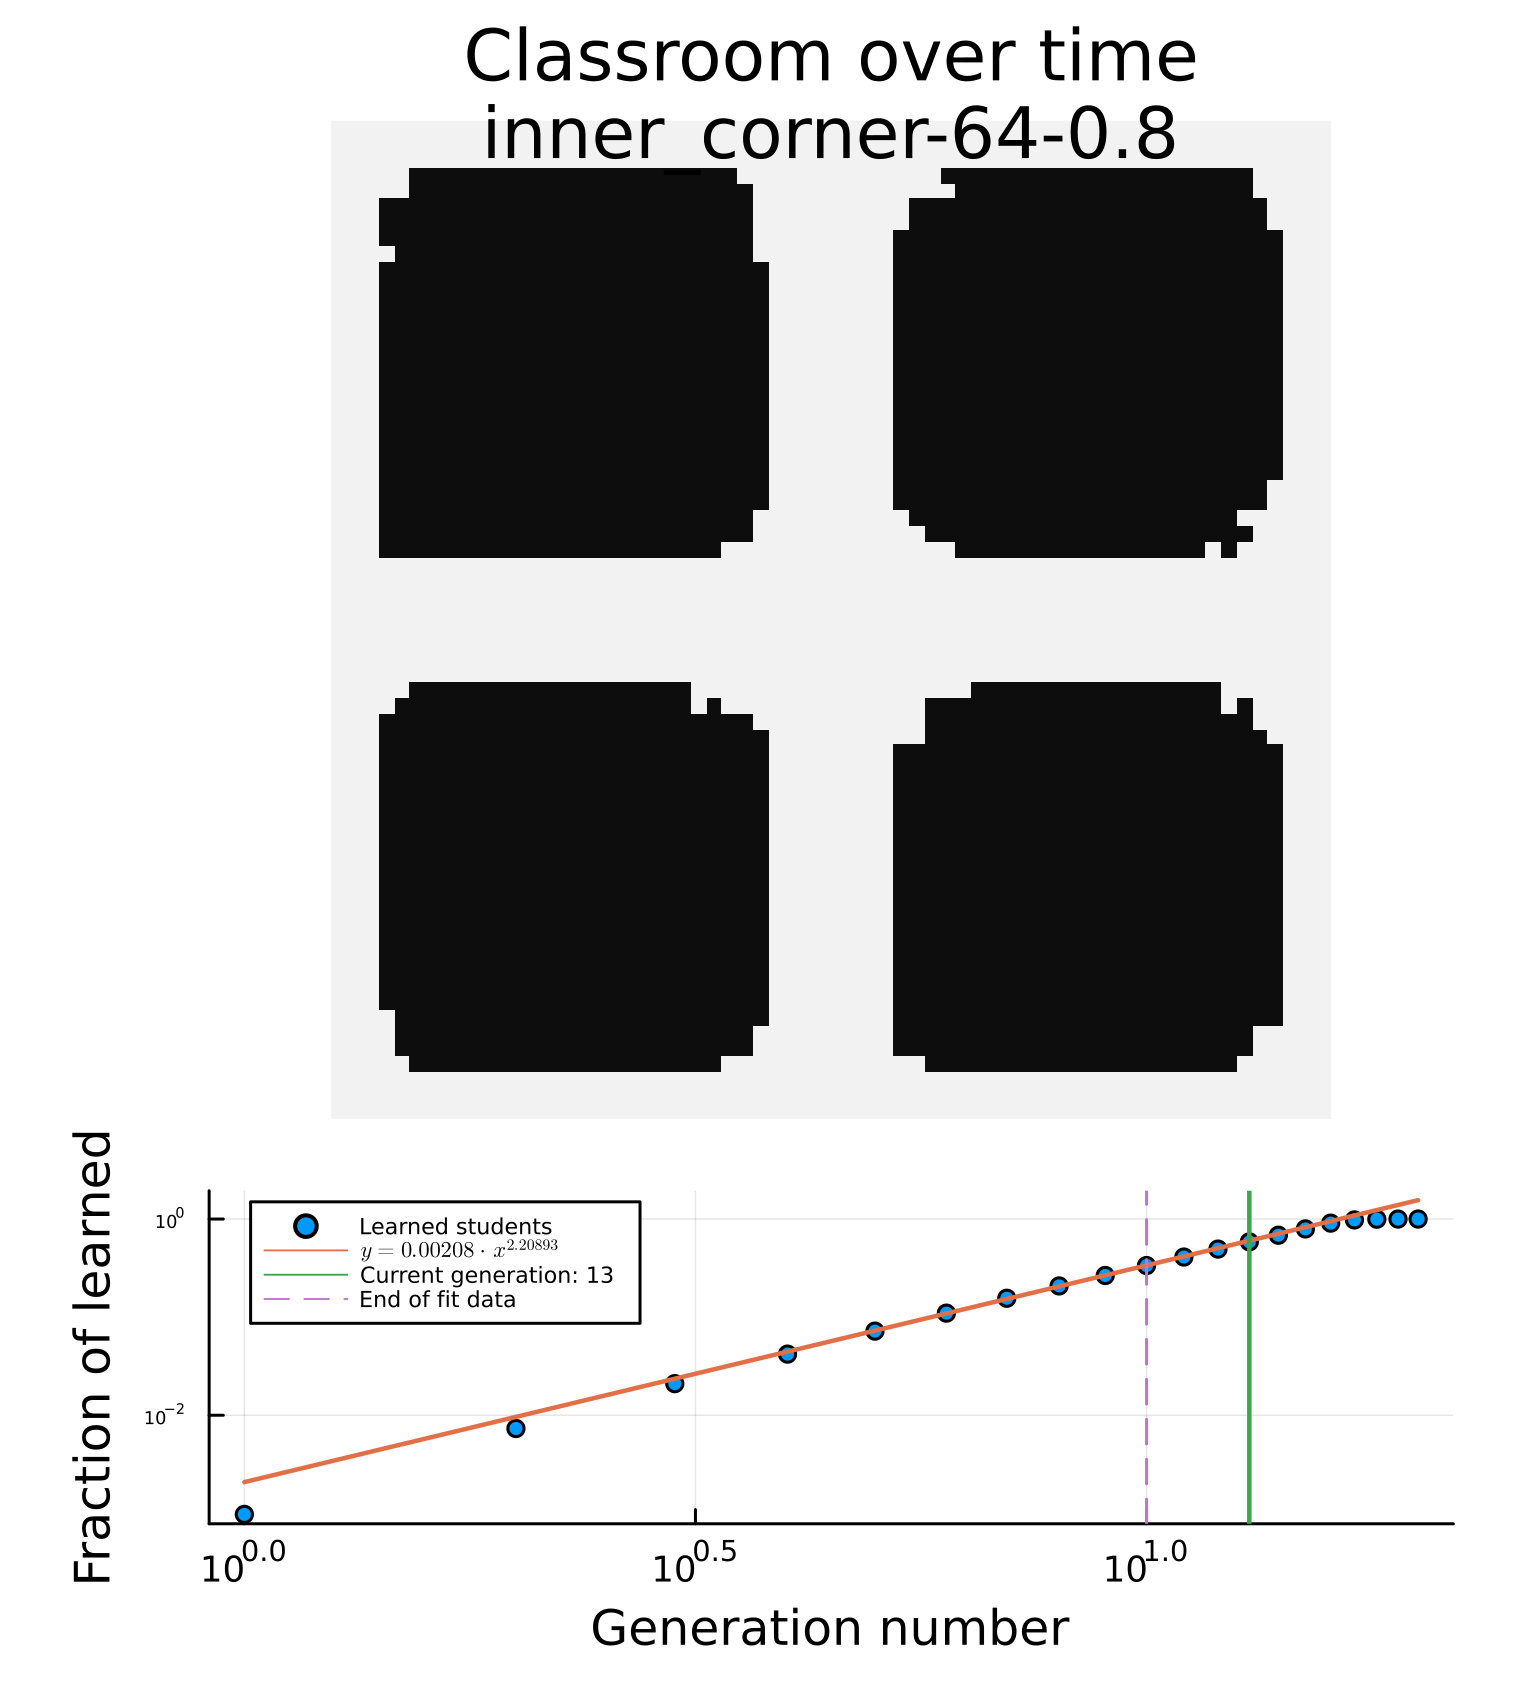 Classroom over time
inner_corner-64-0.8
Fraction of learned
10^0
10^−2
Learned students
y = 0.00208 · x^2.20893
Current generation: 13
End of fit data
10^0.0
10^0.5
10^1.0
Generation number